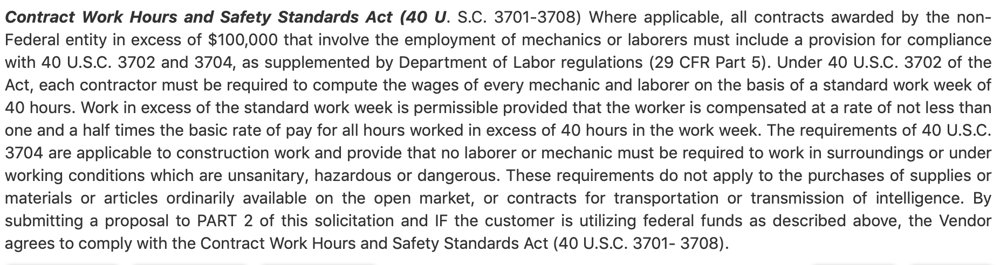 Contract Work Hours and Safety Standards Act (40 U. S.C. 3701-3708) Where applicable, all contracts awarded by the non-
Federal entity in excess of $100,000 that involve the employment of mechanics or laborers must include a provision for compliance
with 40 U.S.C. 3702 and 3704, as supplemented by Department of Labor regulations (29 CFR Part 5). Under 40 U.S.C. 3702 of the
Act, each contractor must be required to compute the wages of every mechanic and laborer on the basis of a standard work week of
40 hours. Work in excess of the standard work week is permissible provided that the worker is compensated at a rate of not less than
one and a half times the basic rate of pay for all hours worked in excess of 40 hours in the work week. The requirements of 40 U.S.C.
3704 are applicable to construction work and provide that no laborer or mechanic must be required to work in surroundings or under
working conditions which are unsanitary, hazardous or dangerous. These requirements do not apply to the purchases of supplies or
materials or articles ordinarily available on the open market, or contracts for transportation or transmission of intelligence. By
submitting a proposal to PART 2 of this solicitation and IF the customer is utilizing federal funds as described above, the Vendor
agrees to comply with the Contract Work Hours and Safety Standards Act (40 U.S.C. 3701- 3708).